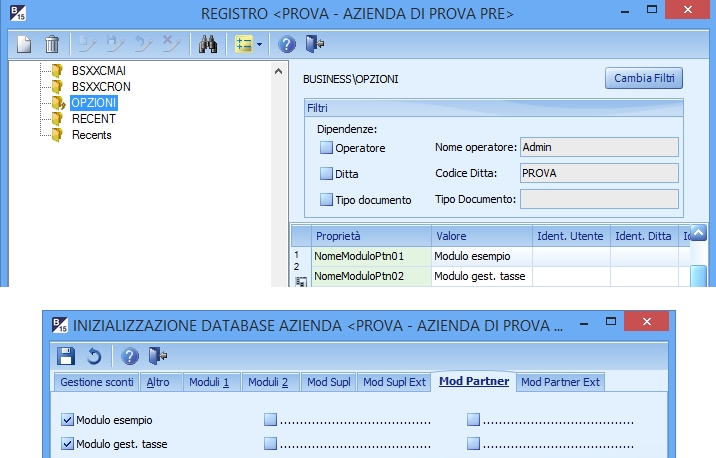 B 15 REGISTRO <PROVA - AZIENDA DI PROVA PRE>
BSXXCMAI
BSXXCRON
OPZIONI
RECENT
Recents
BUSINESS\OPZIONI
Cambia Filtri
Filtri
Dipendenze:
Operatore Nome operatore: Admin
Ditta Codice Ditta: PROVA
Tipo documento Tipo Documento:
Proprietà Valore Ident. Utente Ident. Ditta
1 NomeModuloPtn01 Modulo esempio
2 NomeModuloPtn02 Modulo gest. tasse
B 15 INIZIALIZZAZIONE DATABASE AZIENDA <PROVA - AZIENDA DI PROVA ...
Gestione sconti Altro Moduli 1 Moduli 2 Mod Supl Mod Supl Ext Mod Partner Mod Partner Ext
Modulo esempio ....................................... .......................................
Modulo gest. tasse ....................................... .......................................